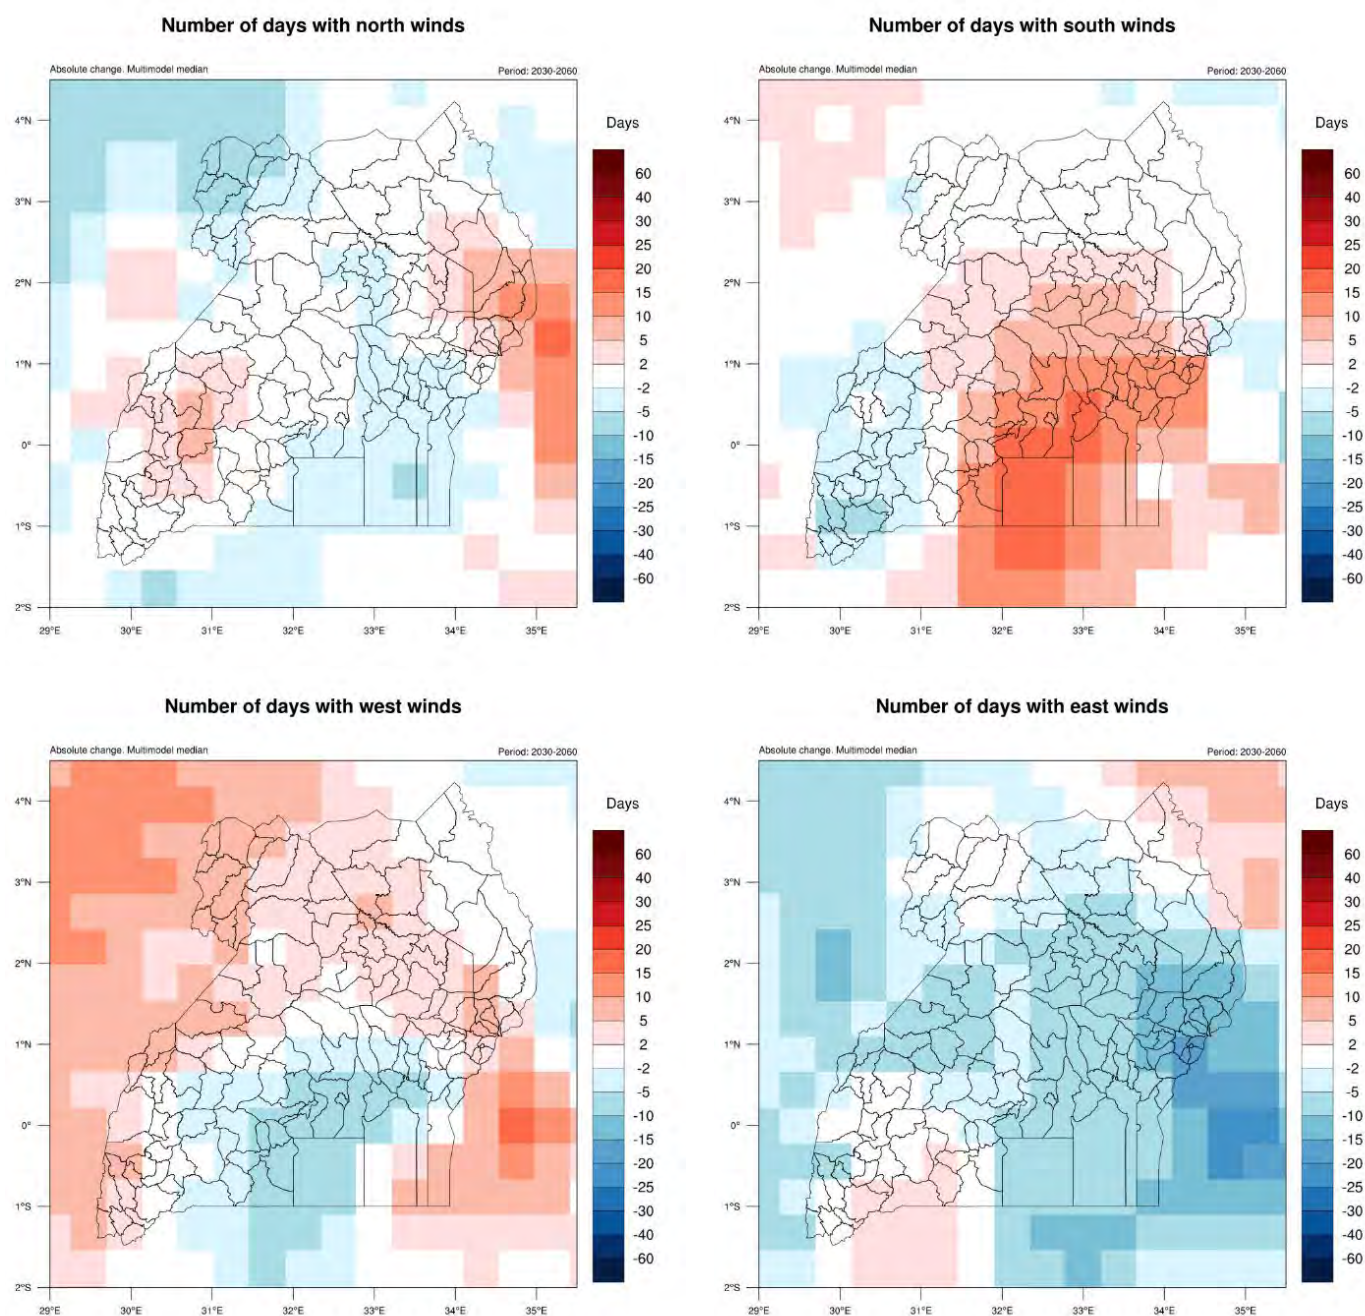 Number of days with north winds
Absolute change. Multimodel median Period: 2030-2060
4°N
3°N
2°N
1°N
0°
1°S
2°S
29°E 30°E 31°E 32°E 33°E 34°E 35°E
Days
60
40
30
25
20
15
10
5
2
-2
-5
-10
-15
-20
-25
-30
-40
-60
Number of days with south winds
Absolute change. Multimodel median Period: 2030-2060
4°N
3°N
2°N
1°N
0°
1°S
2°S
29°E 30°E 31°E 32°E 33°E 34°E 35°E
Days
60
40
30
25
20
15
10
5
2
-2
-5
-10
-15
-20
-25
-30
-40
-60
Number of days with west winds
Absolute change. Multimodel median Period: 2030-2060
4°N
3°N
2°N
1°N
0°
1°S
2°S
29°E 30°E 31°E 32°E 33°E 34°E 35°E
Days
60
40
30
25
20
15
10
5
2
-2
-5
-10
-15
-20
-25
-30
-40
-60
Number of days with east winds
Absolute change. Multimodel median Period: 2030-2060
4°N
3°N
2°N
1°N
0°
1°S
2°S
29°E 30°E 31°E 32°E 33°E 34°E 35°E
Days
60
40
30
25
20
15
10
5
2
-2
-5
-10
-15
-20
-25
-30
-40
-60